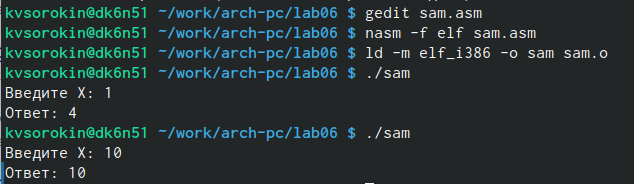 kvsorokin@dk6n51 ~/work/arch-pc/lab06 $ gedit sam.asm
kvsorokin@dk6n51 ~/work/arch-pc/lab06 $ nasm -f elf sam.asm
kvsorokin@dk6n51 ~/work/arch-pc/lab06 $ ld -m elf_i386 -o sam sam.o
kvsorokin@dk6n51 ~/work/arch-pc/lab06 $ ./sam
Введите X: 1
Ответ: 4
kvsorokin@dk6n51 ~/work/arch-pc/lab06 $ ./sam
Введите X: 10
Ответ: 10